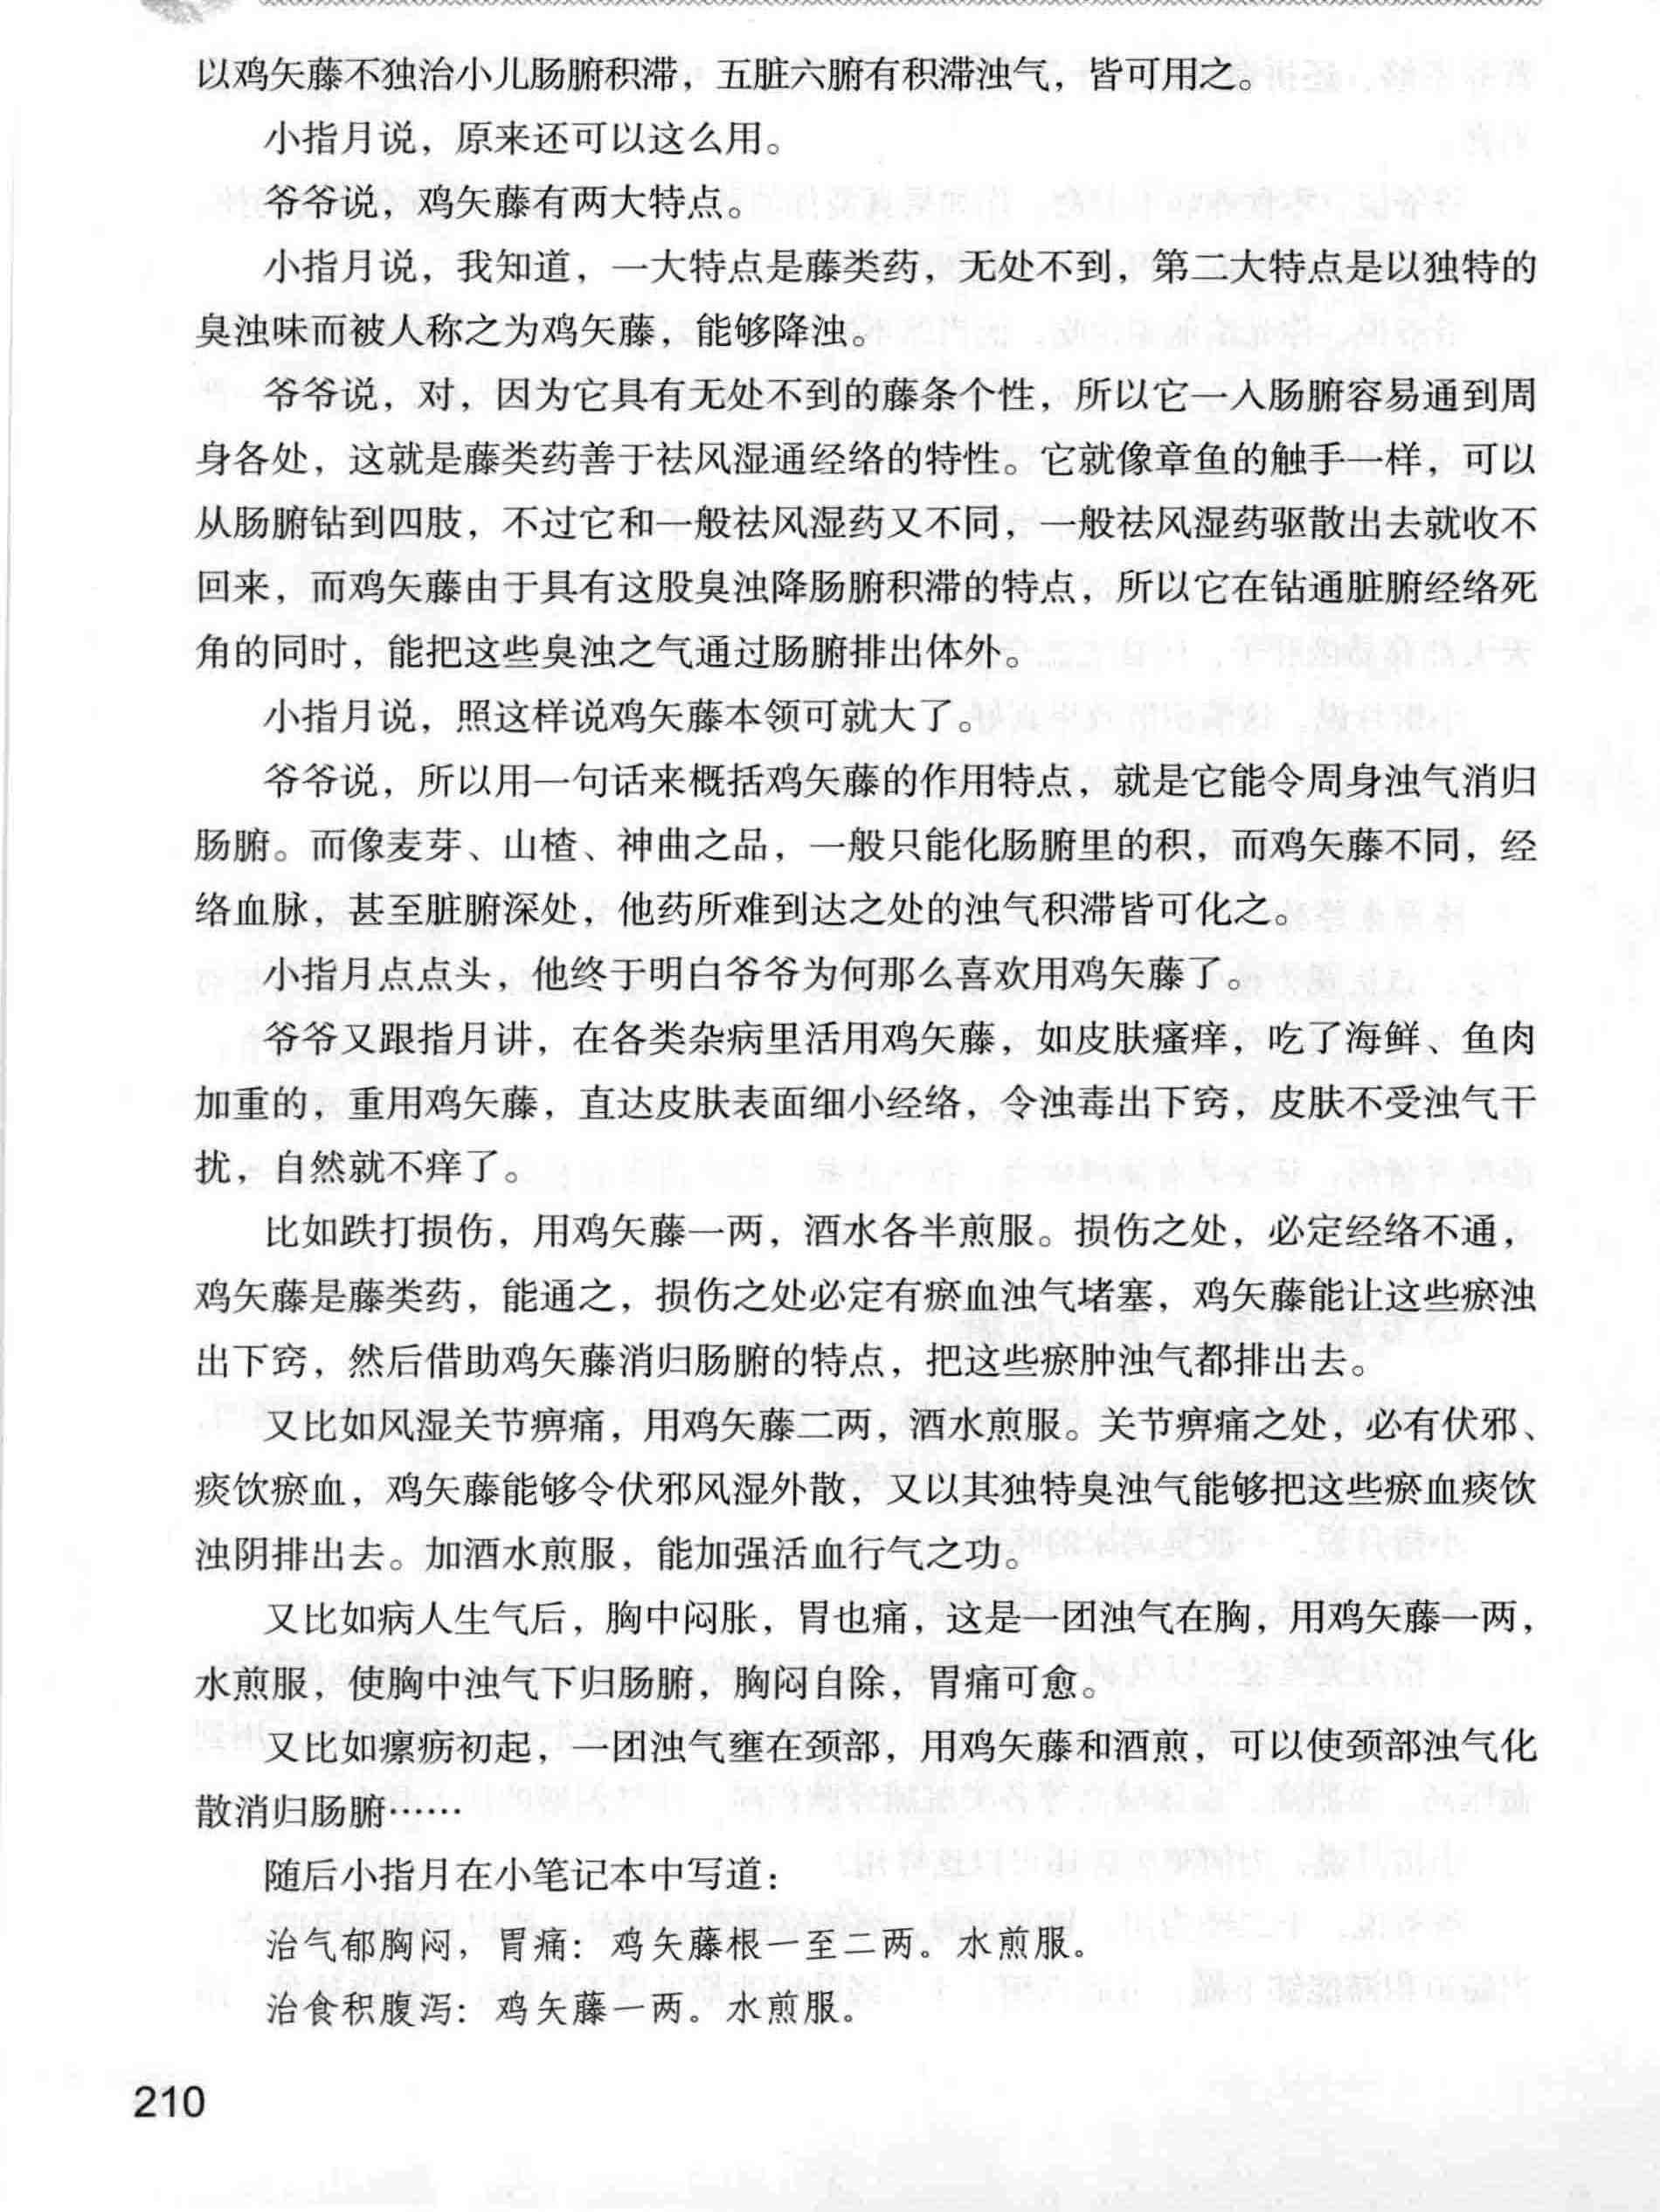 以鸡矢藤不独治小儿肠腑积滞，五脏六腑有积滞浊气，皆可用之。
小指月说，原来还可以这么用。
爷爷说，鸡矢藤有两大特点。
小指月说，我知道，一大特点是藤类药，无处不到，第二大特点是以独特的
臭浊味而被人称之为鸡矢藤，能够降浊。
爷爷说，对，因为它具有无处不到的藤条个性，所以它一入肠腑容易通到周
身各处，这就是藤类药善于祛风湿通经络的特性。它就像章鱼的触手一样，可以
从肠腑钻到四肢，不过它和一般祛风湿药又不同，一般祛风湿药驱散出去就收不
回来，而鸡矢藤由于具有这股臭浊降肠腑积滞的特点，所以它在钻通脏腑经络死
角的同时，能把这些臭浊之气通过肠腑排出体外。
小指月说，照这样说鸡矢藤本领可就大了。
爷爷说，所以用一句话来概括鸡矢藤的作用特点，就是它能令周身浊气消归
肠腑。而像麦芽、山楂、神曲之品，一般只能化肠腑里的积，而鸡矢藤不同，经
络血脉，甚至脏腑深处，他药所难到达之处的浊气积滞皆可化之。
小指月点点头，他终于明白爷爷为何那么喜欢用鸡矢藤了。
爷爷又跟指月讲，在各类杂病里活用鸡矢藤，如皮肤瘙痒，吃了海鲜、鱼肉
加重的，重用鸡矢藤，直达皮肤表面细小经络，令浊毒出下窍，皮肤不受浊气干
扰，自然就不痒了。
比如跌打损伤，用鸡矢藤一两，酒水各半煎服。损伤之处，必定经络不通，
鸡矢藤是藤类药，能通之，损伤之处必定有瘀血浊气堵塞，鸡矢藤能让这些瘀浊
出下窍，然后借助鸡矢藤消归肠腑的特点，把这些瘀肿浊气都排出去。
又比如风湿关节痹痛，用鸡矢藤二两，酒水煎服。关节痹痛之处，必有伏邪、
痰饮瘀血，鸡矢藤能够令伏邪风湿外散，又以其独特臭浊气能够把这些瘀血痰饮
浊阴排出去。加酒水煎服，能加强活血行气之功。
又比如病人生气后，胸中闷胀，胃也痛，这是一团浊气在胸，用鸡矢藤一两，
水煎服，使胸中浊气下归肠腑，胸闷自除，胃痛可愈。
又比如瘰疬初起，一团浊气壅在颈部，用鸡矢藤和酒煎，可以使颈部浊气化
散消归肠腑……
随后小指月在小笔记本中写道：
治气郁胸闷，胃痛：鸡矢藤根一至二两。水煎服。
治食积腹泻：鸡矢藤一两。水煎服。
210